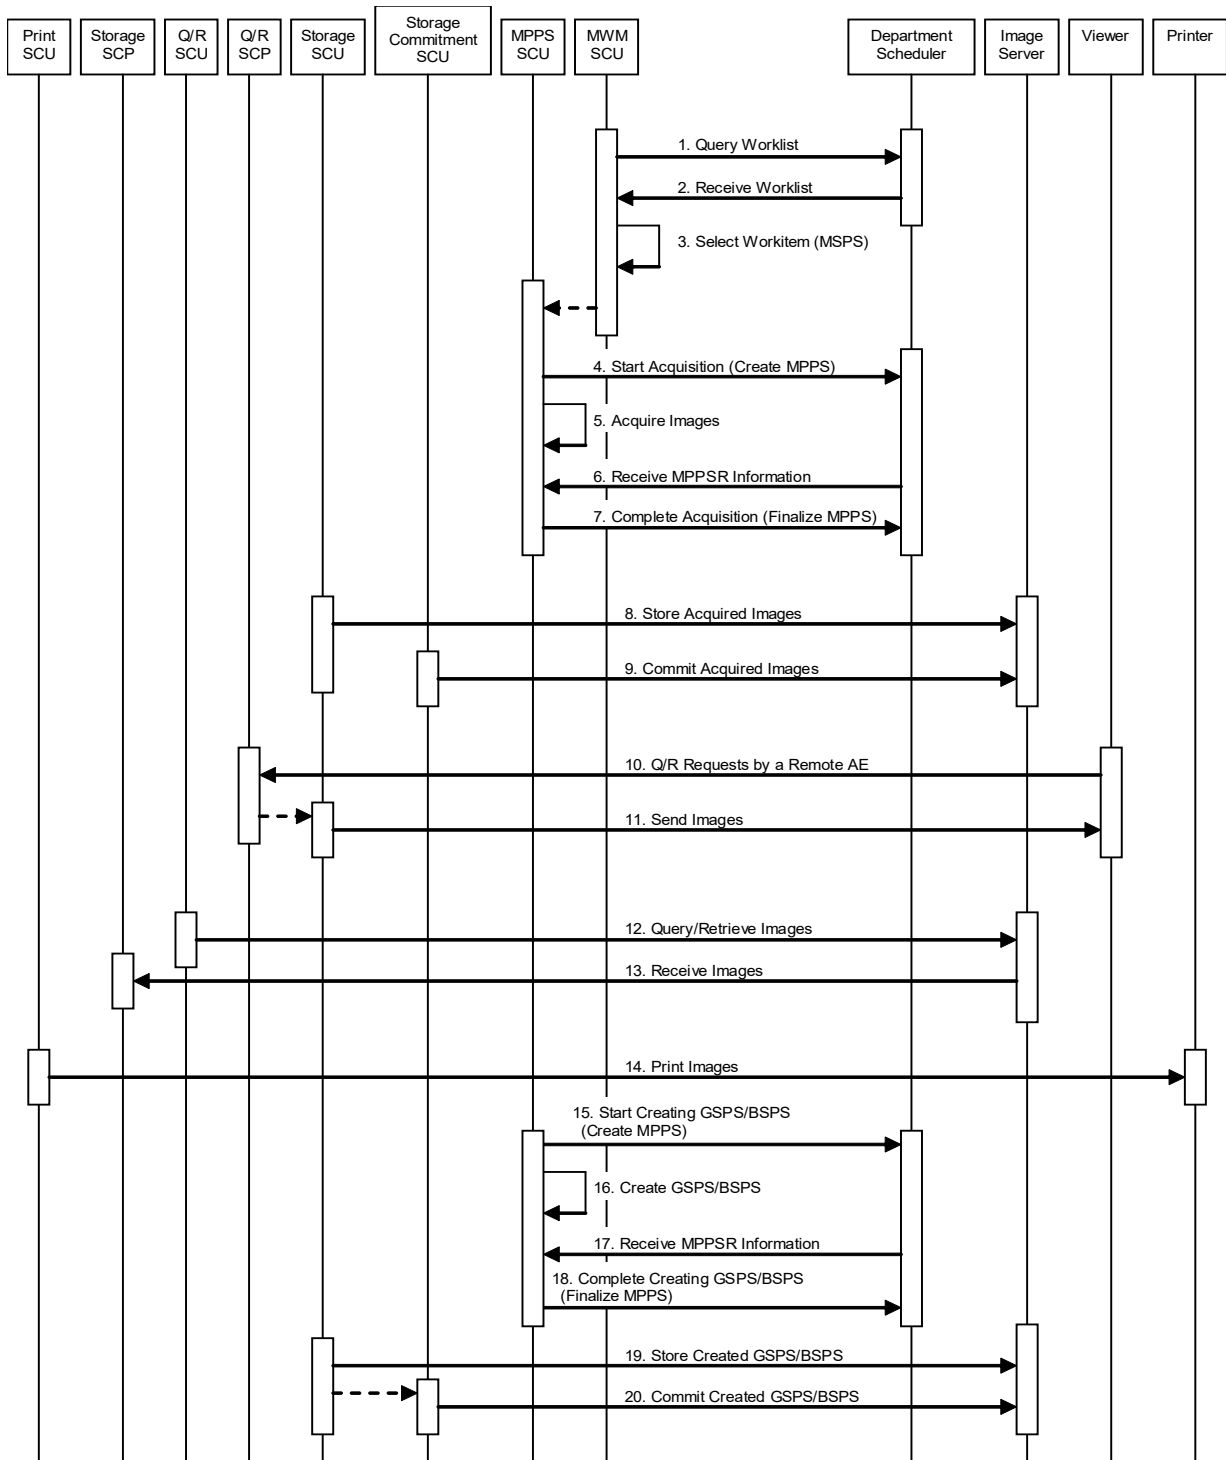 Print
SCU
Storage
SCP
Q/R
SCU
Q/R
SCP
Storage
SCU
Storage
Commitment
SCU
MPPS
SCU
MWM
SCU
Department
Scheduler
Image
Server
Viewer
Printer
1. Query Worklist
2. Receive Worklist
3. Select Workitem (MSPS)
4. Start Acquisition (Create MPPS)
5. Acquire Images
6. Receive MPPSR Information
7. Complete Acquisition (Finalize MPPS)
8. Store Acquired Images
9. Commit Acquired Images
10. Q/R Requests by a Remote AE
11. Send Images
12. Query/Retrieve Images
13. Receive Images
14. Print Images
15. Start Creating GSPS/BSPS
(Create MPPS)
16. Create GSPS/BSPS
17. Receive MPPSR Information
18. Complete Creating GSPS/BSPS
(Finalize MPPS)
19. Store Created GSPS/BSPS
20. Commit Created GSPS/BSPS